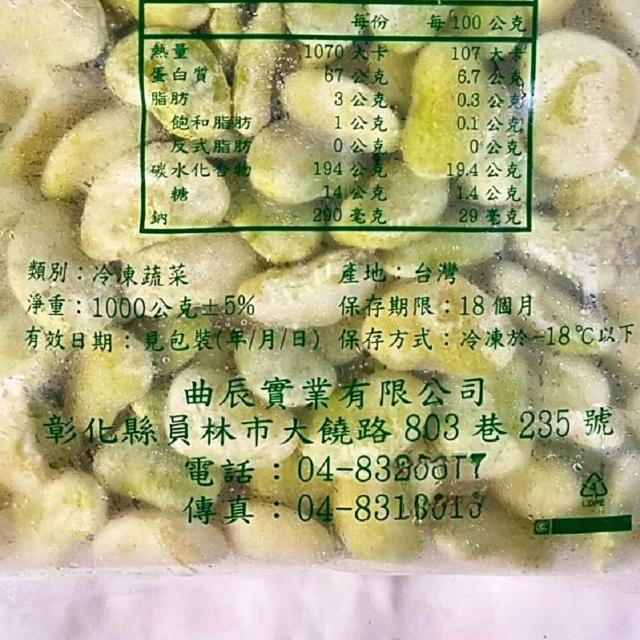 每份 每100公克
熱量 1070大卡 107大卡
蛋白質 67公克 6.7公克
脂肪 3公克 0.3公克
飽和脂肪 1公克 0.1公克
反式脂肪 0公克 0公克
碳水化合物 194公克 19.4公克
糖 14公克 1.4公克
鈉 290毫克 29毫克
類別：冷凍蔬菜 產地：台灣
淨重：1000公克±5% 保存期限：18個月
有效日期：見包裝(年/月/日) 保存方式：冷凍於-18℃以下
曲辰實業有限公司
彰化縣員林市大饒路803巷235號
電話：
傳真：
LDPE